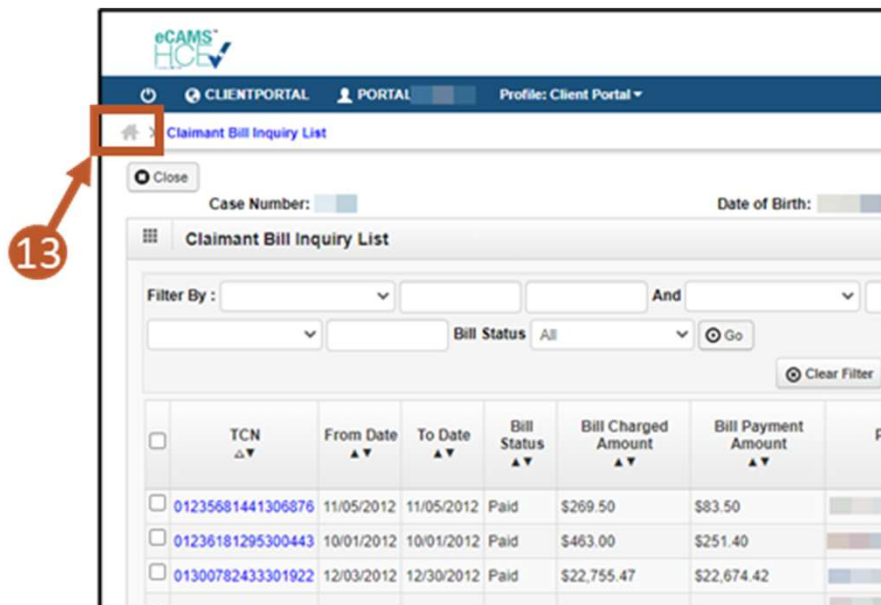 eCAMS™
HCE
CLIENTPORTAL PORTAL Profile: Client Portal
Claimant Bill Inquiry List
Close
13
Case Number: Date of Birth:
Claimant Bill Inquiry List
Filter By : And
Bill Status All Go
Clear Filter
TCN From Date To Date Bill Status Bill Charged Amount Bill Payment Amount P
01235681441306876 11/05/2012 11/05/2012 Paid $269.50 $83.50
01236181295300443 10/01/2012 10/01/2012 Paid $463.00 $251.40
01300782433301922 12/03/2012 12/30/2012 Paid $22,755.47 $22,674.42